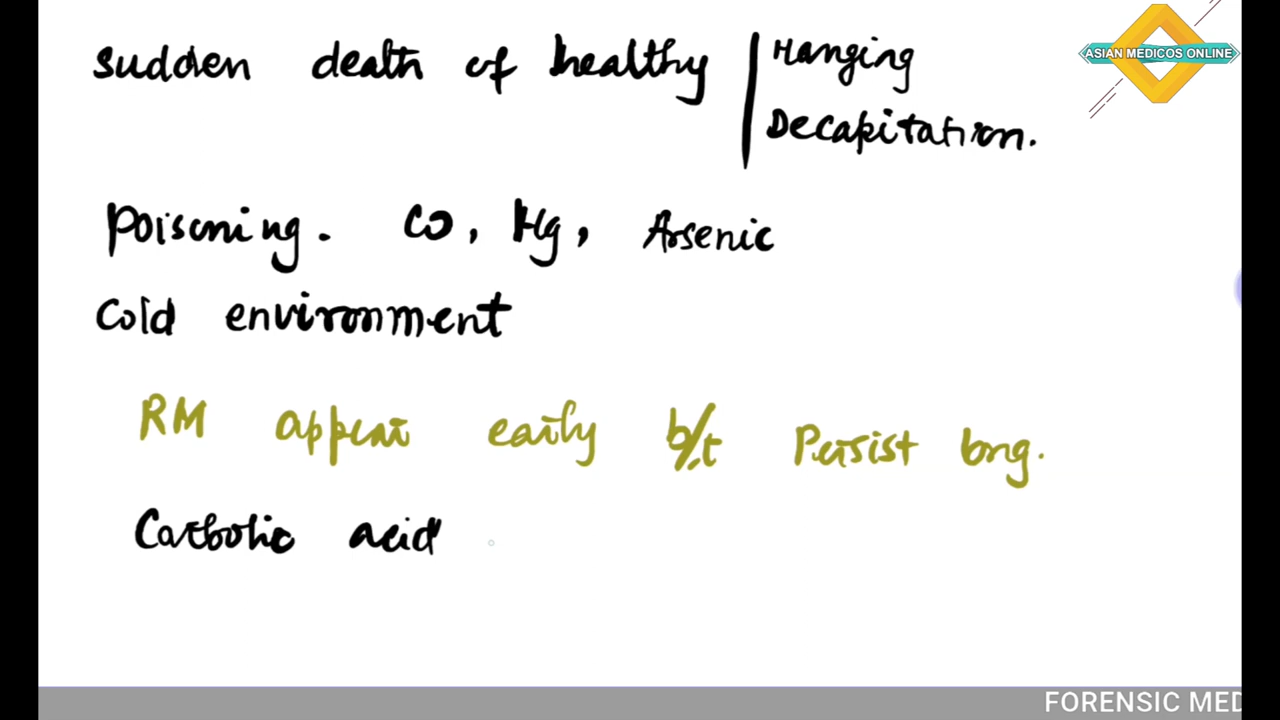 sudden death of healthy | Hanging
Decapitation.
ASIAN MEDICOS ONLINE
Poisoning. CO, Hg, Arsenic
Cold environment
RM appear early b/t Persist long.
Carbolic acid
FORENSIC MED